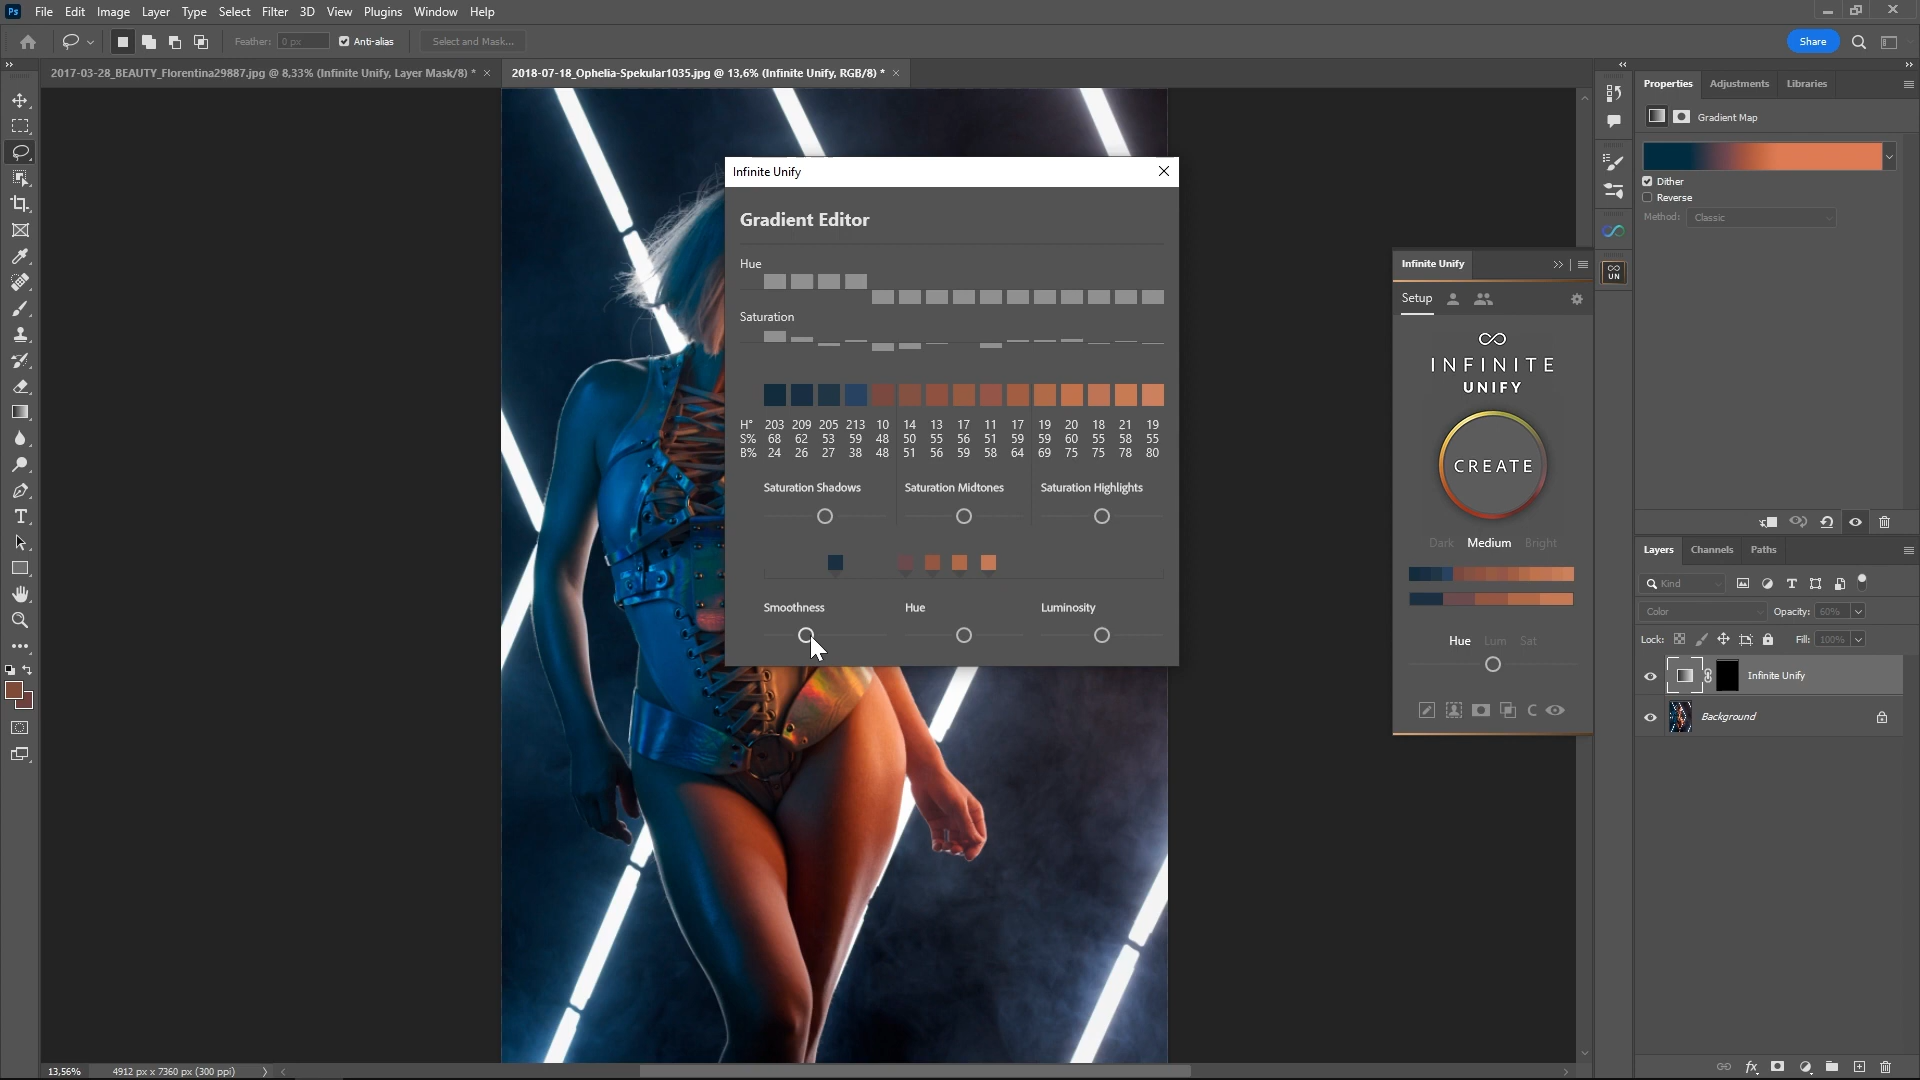 Ps File Edit Image Layer Type Select Filter 3D View Plugins Window Help
Feather: 0 px Anti-alias Select and Mask... Share
2017-03-28_BEAUTY_Florentina29887.jpg @ 8,33% (Infinite Unify, Layer Mask/8) * ×
2018-07-18_Ophelia-Spekular1035.jpg @ 13,6% (Infinite Unify, RGB/8) * ×
Infinite Unify
Gradient Editor
Hue
Saturation
H° 203 209 205 213 10 14 13 17 11 17 19 20 18 21 19
S% 68 62 53 59 48 50 55 56 51 59 59 60 55 58 55
B% 24 26 27 38 48 51 56 59 58 64 69 75 75 78 80
Saturation Shadows Saturation Midtones Saturation Highlights
Smoothness Hue Luminosity
Infinite Unify
Setup
INFINITE
UNIFY
CREATE
Dark Medium Bright
Hue Lum Sat
C
UN
Properties Adjustments Libraries
Gradient Map
Dither
Reverse
Method: Classic
Layers Channels Paths
Kind
Color Opacity: 60%
Lock: Fill: 100%
Infinite Unify
Background
fx
13,56% 4912 px x 7360 px (300 ppi)